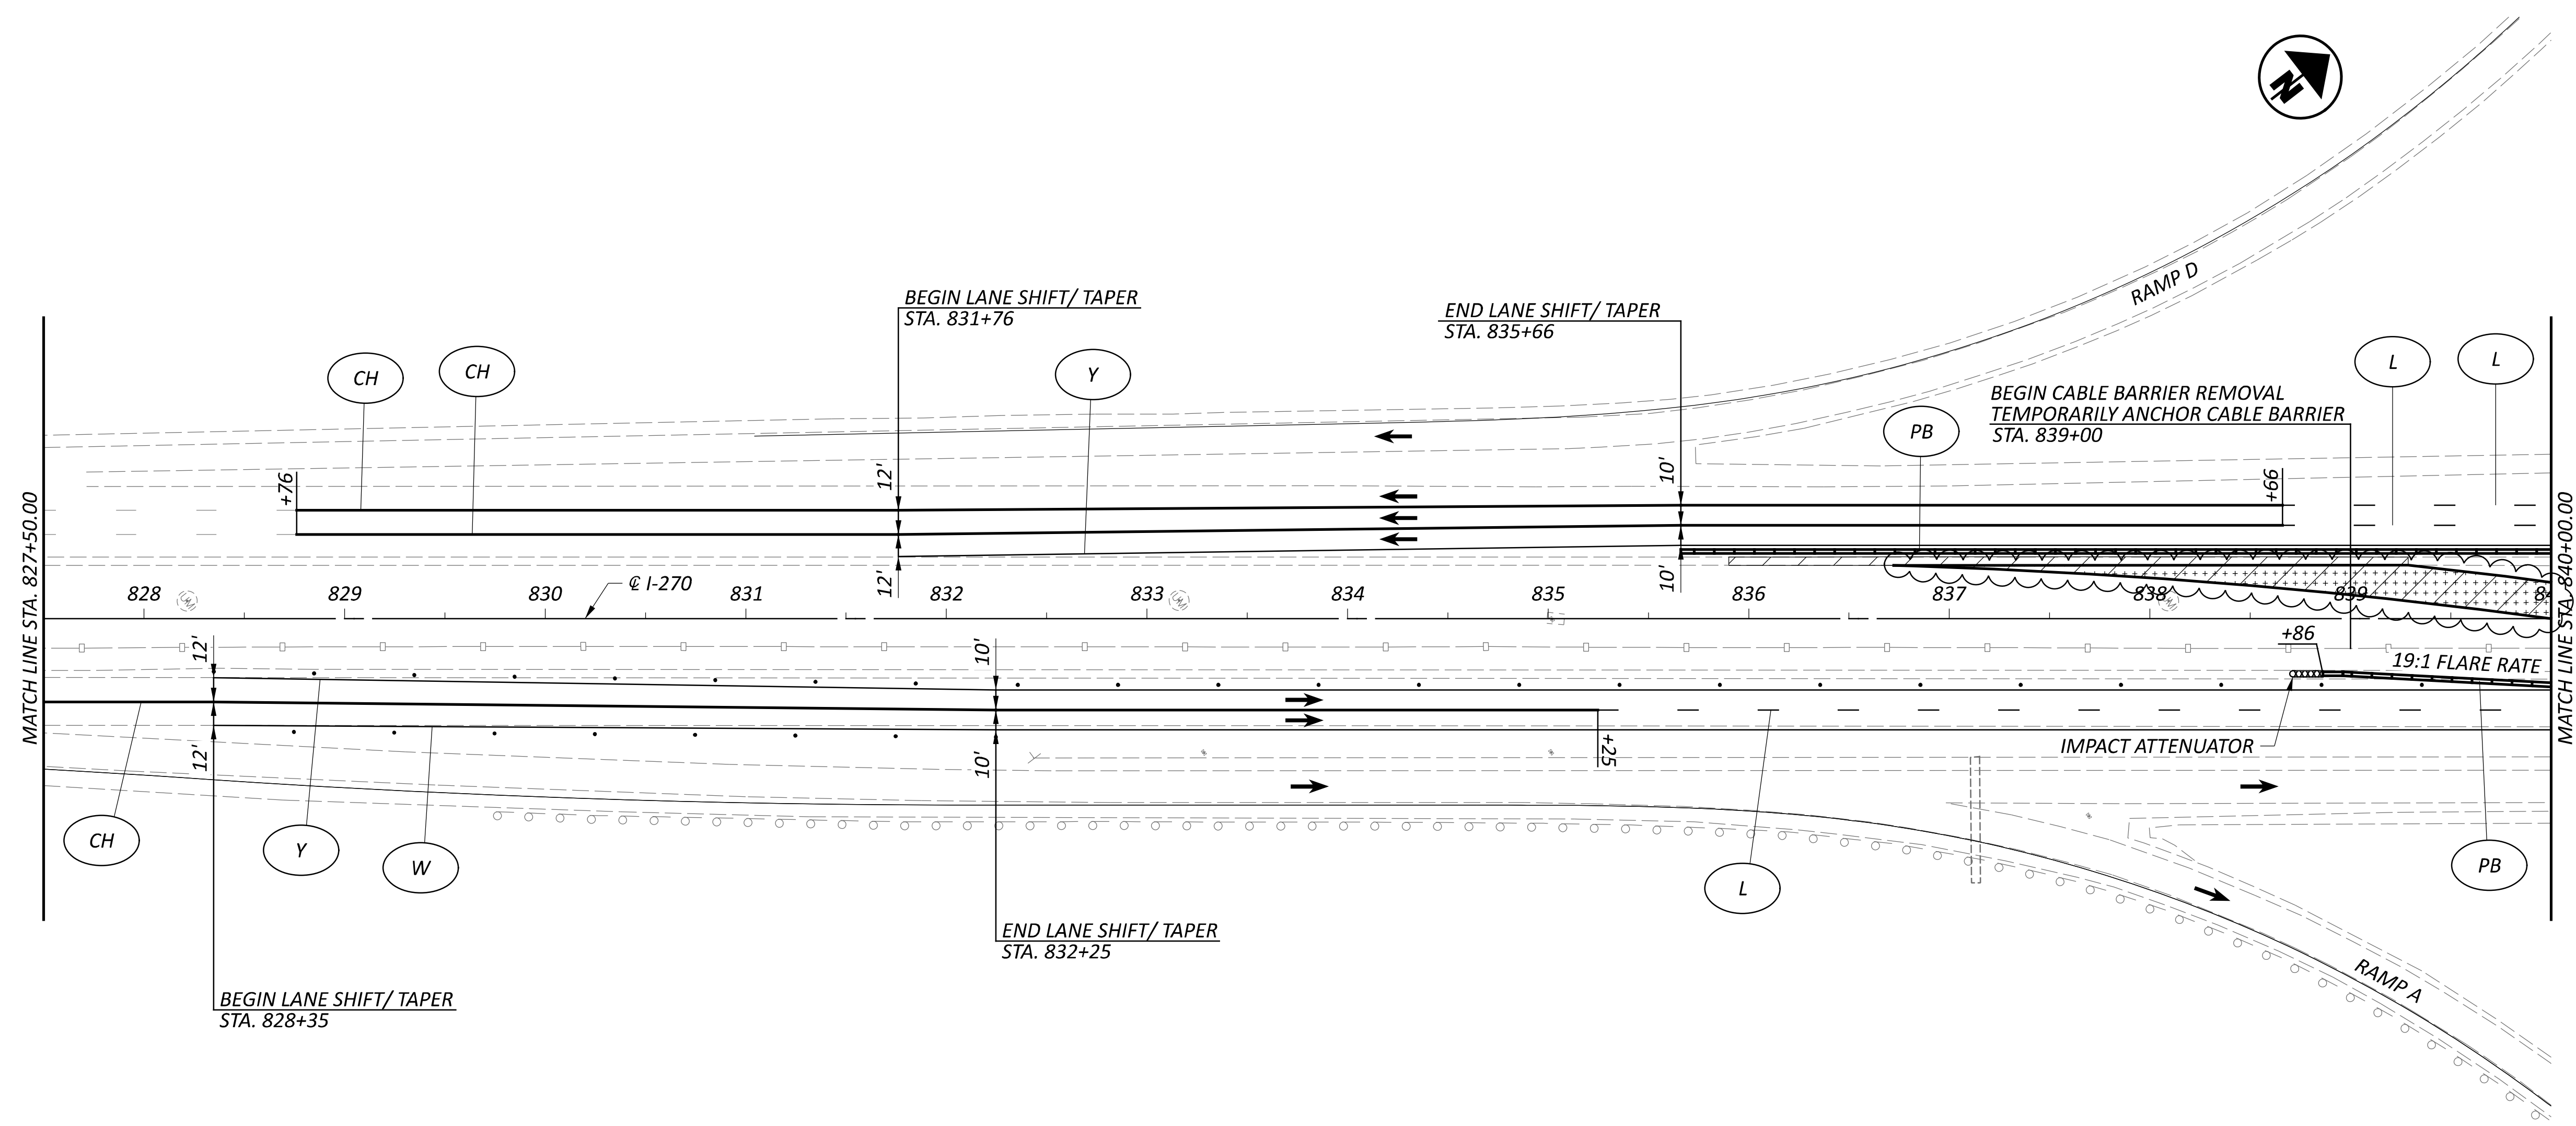 N
RAMP D
BEGIN LANE SHIFT/ TAPER
STA. 831+76
END LANE SHIFT/ TAPER
STA. 835+66
CH
CH
Y
L
L
BEGIN CABLE BARRIER REMOVAL
TEMPORARILY ANCHOR CABLE BARRIER
STA. 839+00
PB
+76
12'
10'
+66
MATCH LINE STA. 827+50.00
MATCH LINE STA. 840+00.00
12'
10'
℄ I-270
828
829
830
831
832
833
834
835
836
837
838
839
12'
10'
+86
19:1 FLARE RATE
12'
10'
+25
IMPACT ATTENUATOR
CH
Y
W
L
PB
END LANE SHIFT/ TAPER
STA. 832+25
RAMP A
BEGIN LANE SHIFT/ TAPER
STA. 828+35